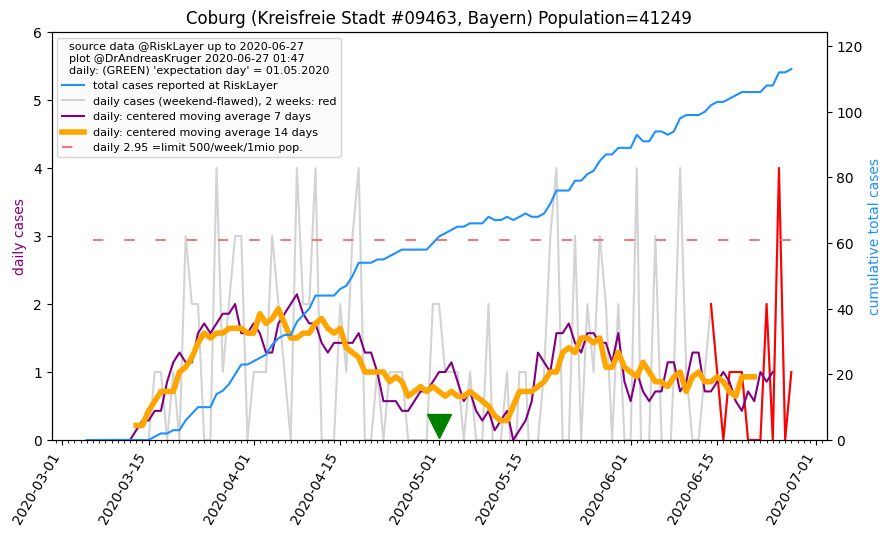 Coburg (Kreisfreie Stadt #09463, Bayern) Population=41249
source data @RiskLayer up to 2020-06-27
plot @DrAndreasKruger 2020-06-27 01:47
daily: (GREEN) 'expectation day' = 01.05.2020
total cases reported at RiskLayer
daily cases (weekend-flawed), 2 weeks: red
daily: centered moving average 7 days
daily: centered moving average 14 days
daily 2.95 =limit 500/week/1mio pop.
daily cases
6
5
4
3
2
1
0
cumulative total cases
120
100
80
60
40
20
0
2020-03-01
2020-03-15
2020-04-01
2020-04-15
2020-05-01
2020-05-15
2020-06-01
2020-06-15
2020-07-01